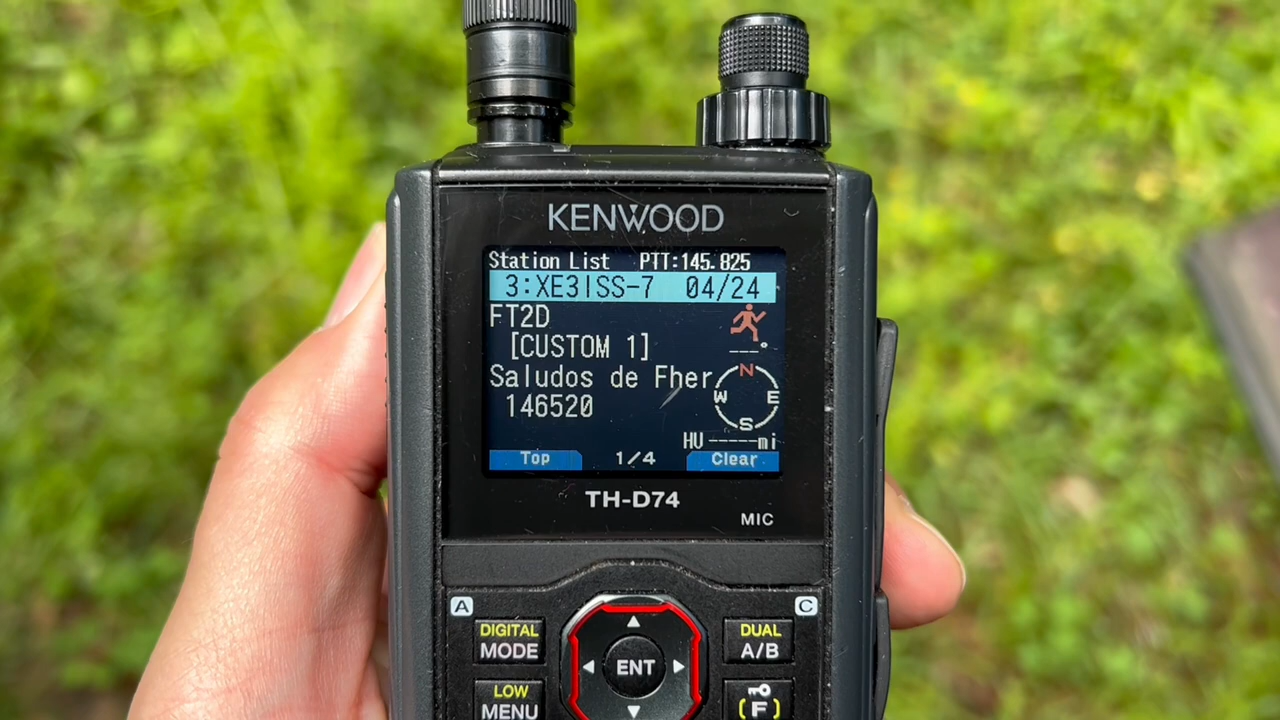 KENWOOD
Station List PTT:145.825
3:XE3ISS-7 04/24
FT2D
[CUSTOM 1]
---°
Saludos de Fher
146520
N
W E
S
HU -----mi
Top 1/4 Clear
TH-D74
MIC
A C
DIGITAL DUAL
MODE ENT A/B
LOW
MENU (F)